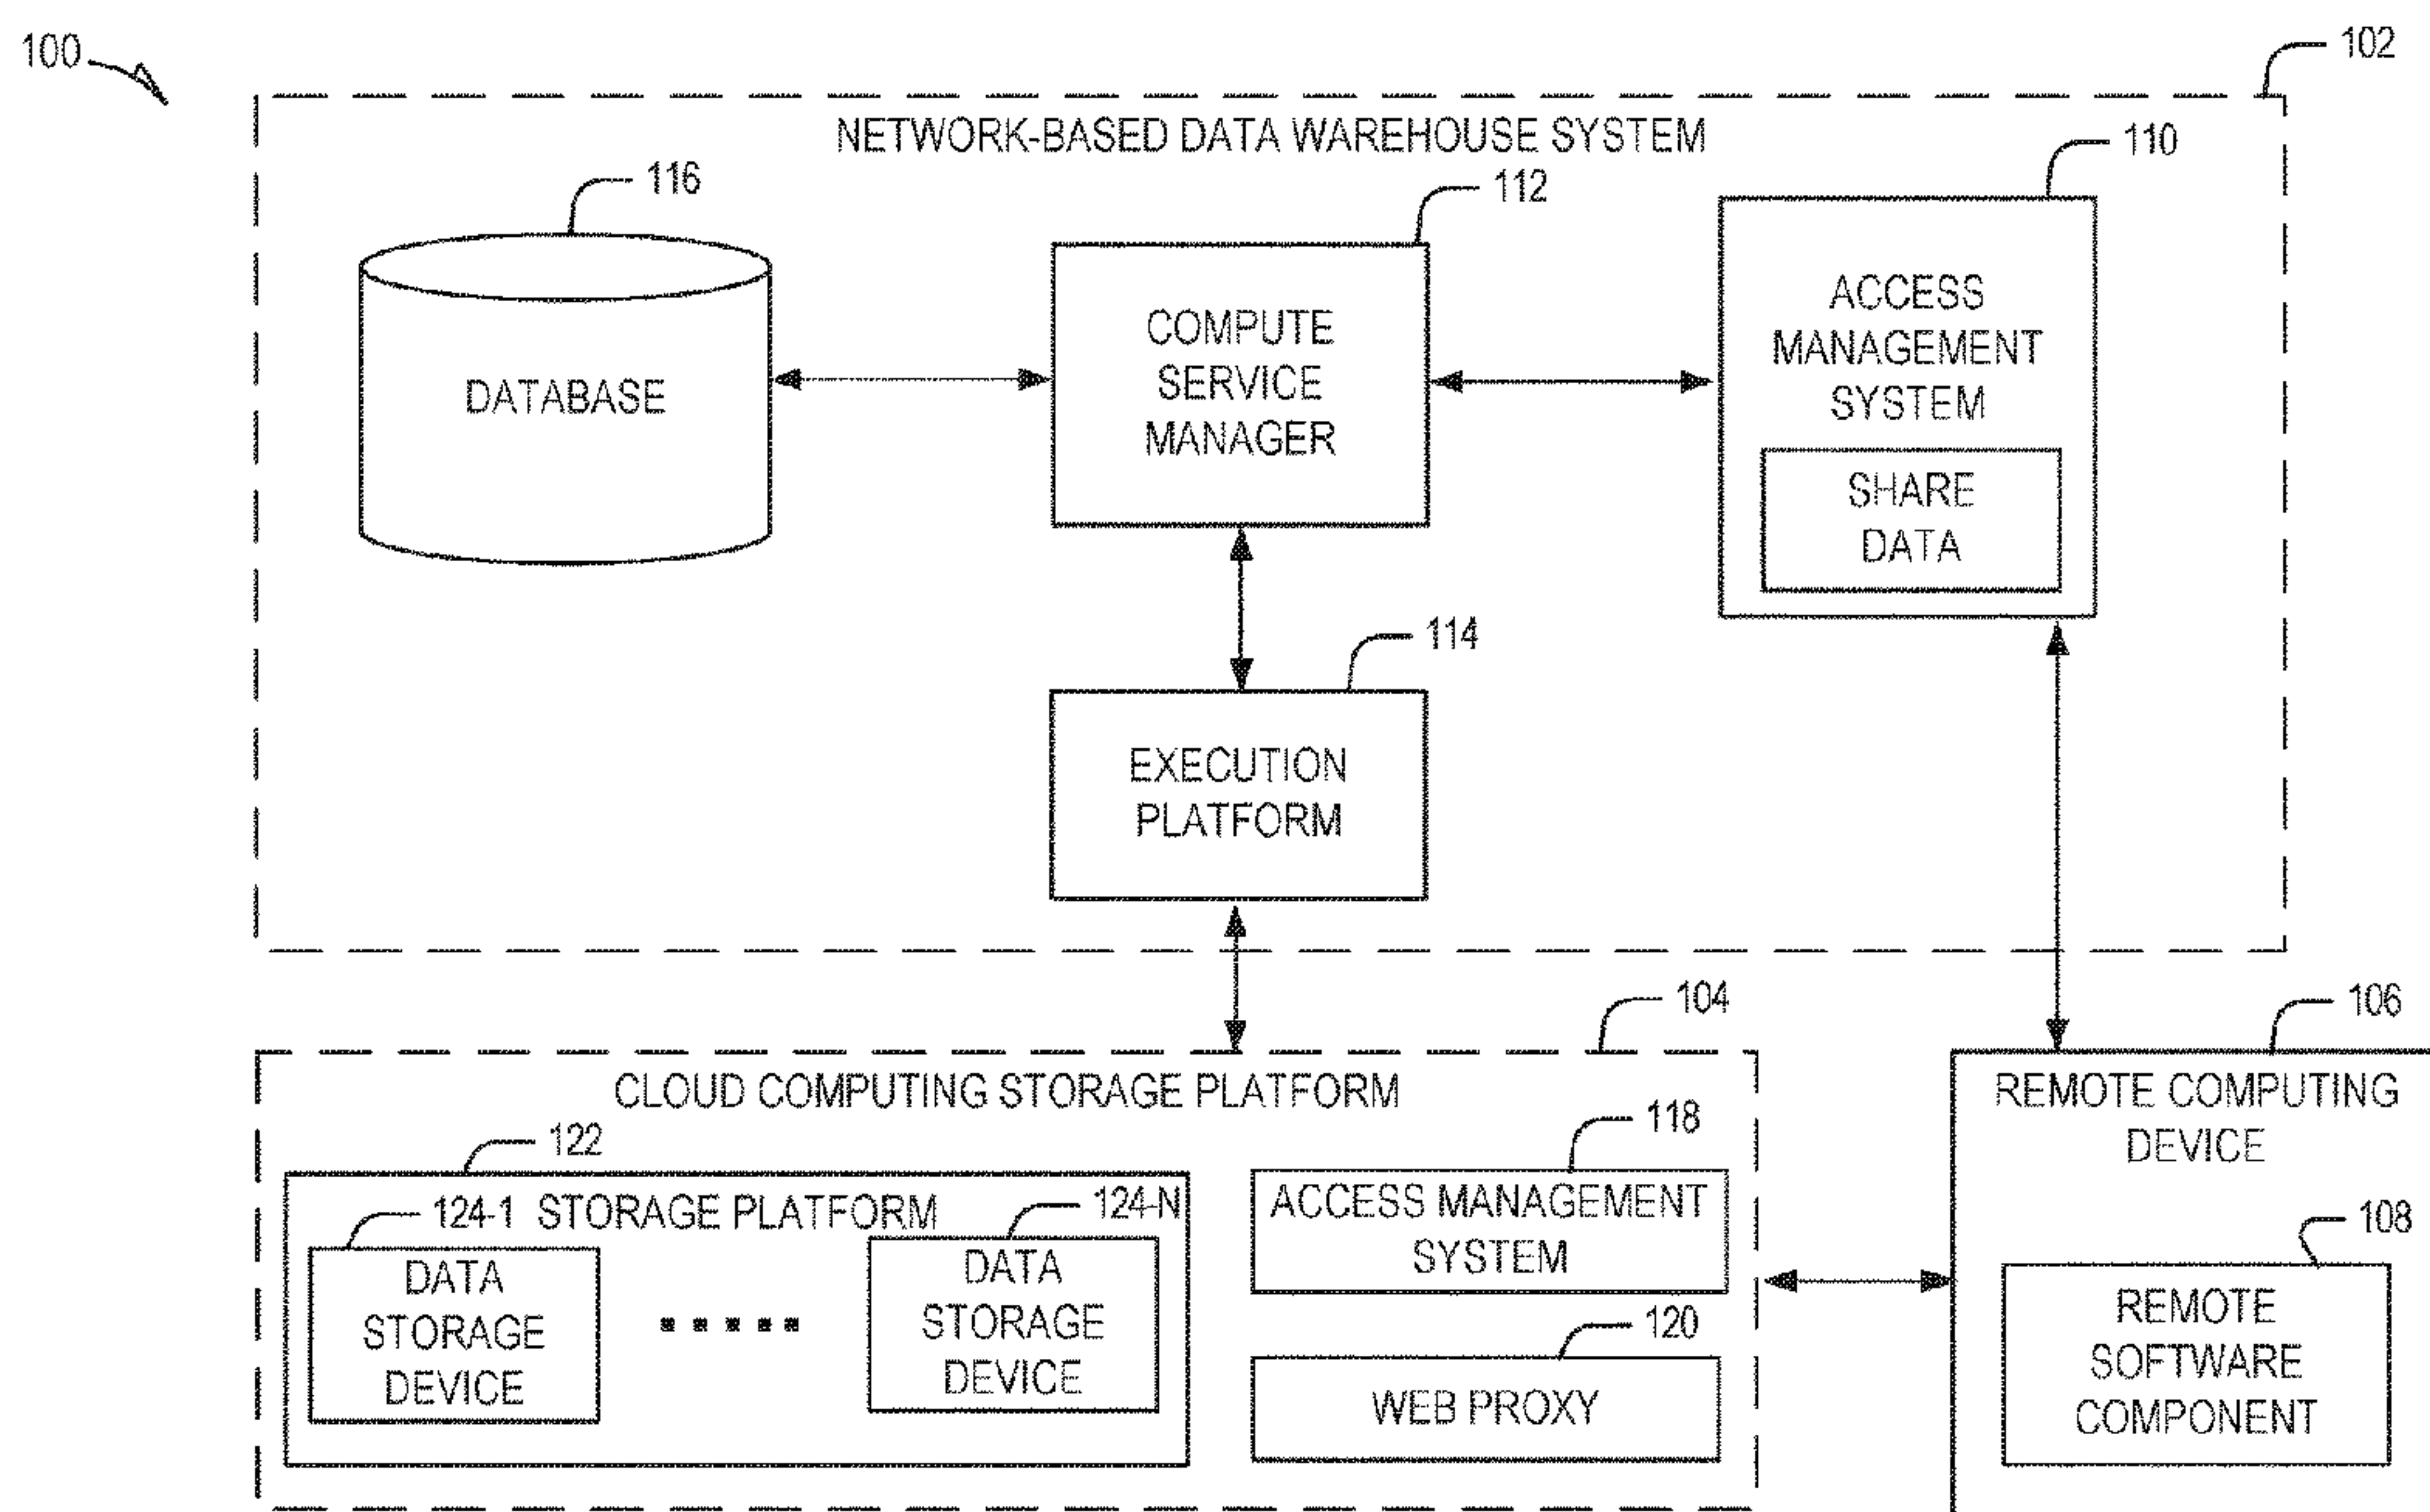 100
102
NETWORK-BASED DATA WAREHOUSE SYSTEM
116
112
110
DATABASE
COMPUTE
SERVICE
MANAGER
ACCESS
MANAGEMENT
SYSTEM
SHARE
DATA
114
EXECUTION
PLATFORM
104
106
CLOUD COMPUTING STORAGE PLATFORM
122
124-1 STORAGE PLATFORM 124-N
DATA
STORAGE
DEVICE
DATA
STORAGE
DEVICE
118
ACCESS MANAGEMENT
SYSTEM
120
WEB PROXY
REMOTE COMPUTING
DEVICE
108
REMOTE
SOFTWARE
COMPONENT